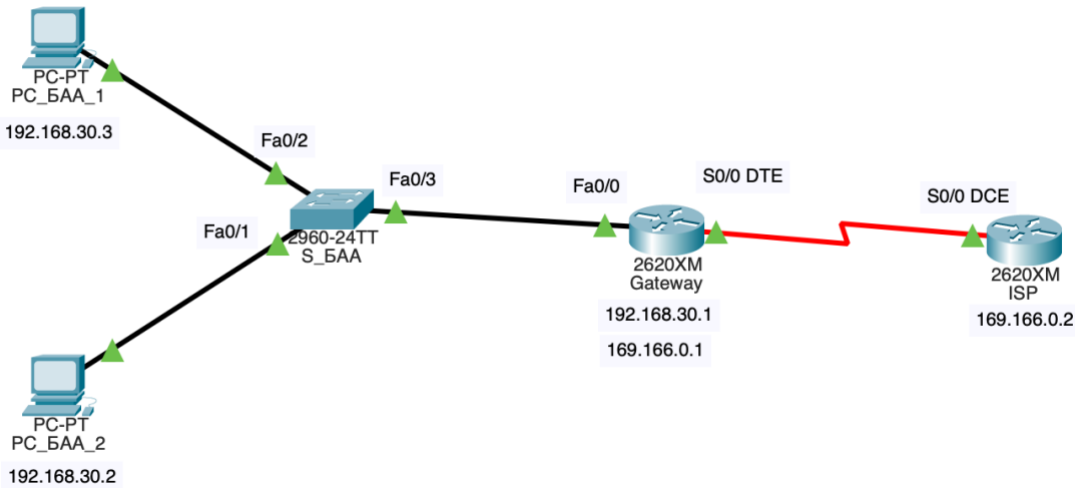 PC-PT
PC_БАА_1
192.168.30.3
Fa0/2
Fa0/3
Fa0/1
2960-24TT
S_БАА
Fa0/0
S0/0 DTE
2620XM
Gateway
192.168.30.1
169.166.0.1
S0/0 DCE
2620XM
ISP
169.166.0.2
PC-PT
PC_БАА_2
192.168.30.2